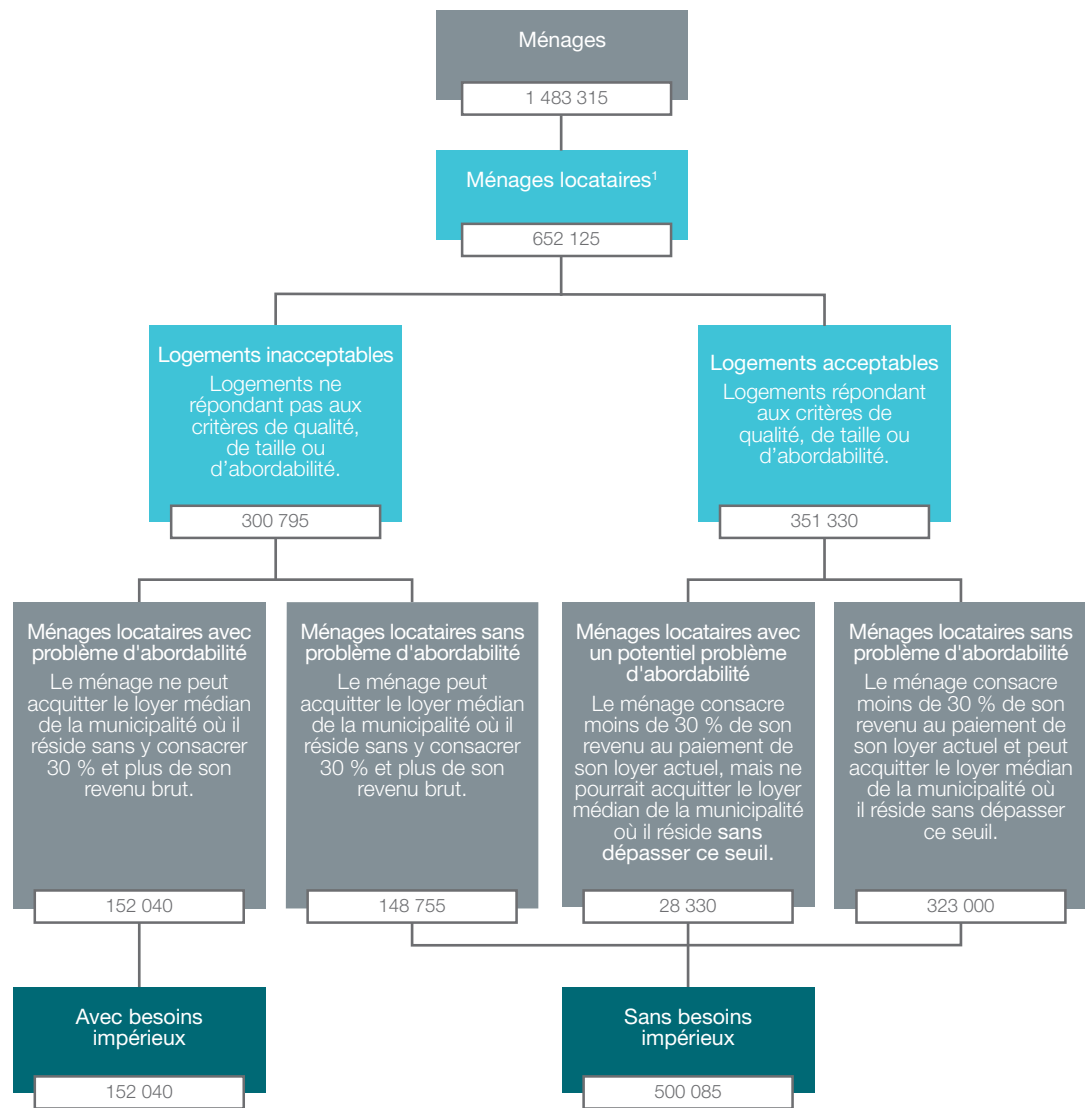 Ménages
1 483 315
Ménages locataires¹
652 125
Logements inacceptables
Logements ne
répondant pas aux
critères de qualité,
de taille ou
d'abordabilité.
300 795
Logements acceptables
Logements répondant
aux critères de
qualité, de taille ou
d'abordabilité.
351 330
Ménages locataires avec
problème d'abordabilité
Le ménage ne peut
acquitter le loyer médian
de la municipalité où il
réside sans y consacrer
30 % et plus de son
revenu brut.
152 040
Ménages locataires sans
problème d'abordabilité
Le ménage peut
acquitter le loyer médian
de la municipalité où il
réside sans y consacrer
30 % et plus de son
revenu brut.
148 755
Ménages locataires avec
un potentiel problème
d'abordabilité
Le ménage consacre
moins de 30 % de son
revenu au paiement de
son loyer actuel, mais ne
pourrait acquitter le loyer
médian de la municipalité
où il réside sans
dépasser ce seuil.
28 330
Ménages locataires sans
problème d'abordabilité
Le ménage consacre
moins de 30 % de son
revenu au paiement de
son loyer actuel et peut
acquitter le loyer médian
de la municipalité où
il réside sans dépasser
ce seuil.
323 000
Avec besoins
impérieux
152 040
Sans besoins
impérieux
500 085